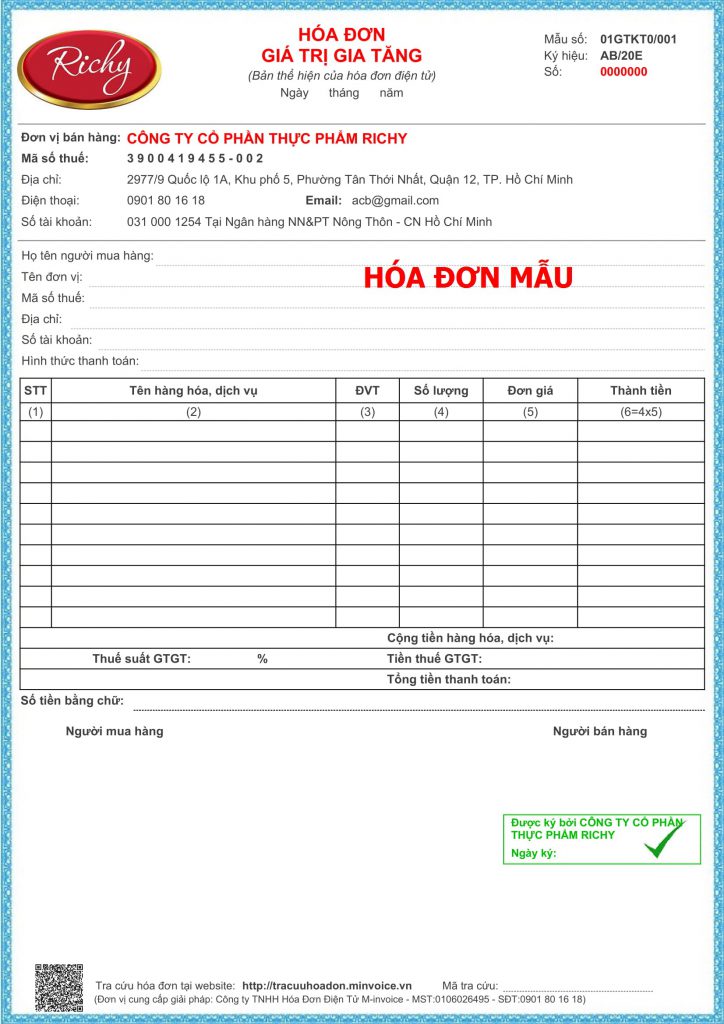 Richy
HÓA ĐƠN
GIÁ TRỊ GIA TĂNG
(Bản thể hiện của hóa đơn điện tử)
Ngày tháng năm
Mẫu số: 01GTKT0/001
Ký hiệu: AB/20E
Số: 0000000
Đơn vị bán hàng: CÔNG TY CỔ PHẦN THỰC PHẨM RICHY
Mã số thuế: 3900419455-002
Địa chỉ: 2977/9 Quốc lộ 1A, Khu phố 5, Phường Tân Thới Nhất, Quận 12, TP. Hồ Chí Minh
Điện thoại: 0901 80 16 18 Email: acb@gmail.com
Số tài khoản: 031 000 1254 Tại Ngân hàng NN&PT Nông Thôn - CN Hồ Chí Minh
Họ tên người mua hàng:
Tên đơn vị:
HÓA ĐƠN MẪU
Mã số thuế:
Địa chỉ:
Số tài khoản:
Hình thức thanh toán:
STT Tên hàng hóa, dịch vụ ĐVT Số lượng Đơn giá Thành tiền
(1) (2) (3) (4) (5) (6=4x5)
Cộng tiền hàng hóa, dịch vụ:
Thuế suất GTGT: % Tiền thuế GTGT:
Tổng tiền thanh toán:
Số tiền bằng chữ:
Người mua hàng Người bán hàng
Được ký bởi CÔNG TY CỔ PHẦN
THỰC PHẨM RICHY
Ngày ký:
Tra cứu hóa đơn tại website: http://tracuuhoadon.minvoice.vn Mã tra cứu:
(Đơn vị cung cấp giải pháp: Công ty TNHH Hóa Đơn Điện Tử M-invoice - MST:0106026495 - SĐT:0901 80 16 18)